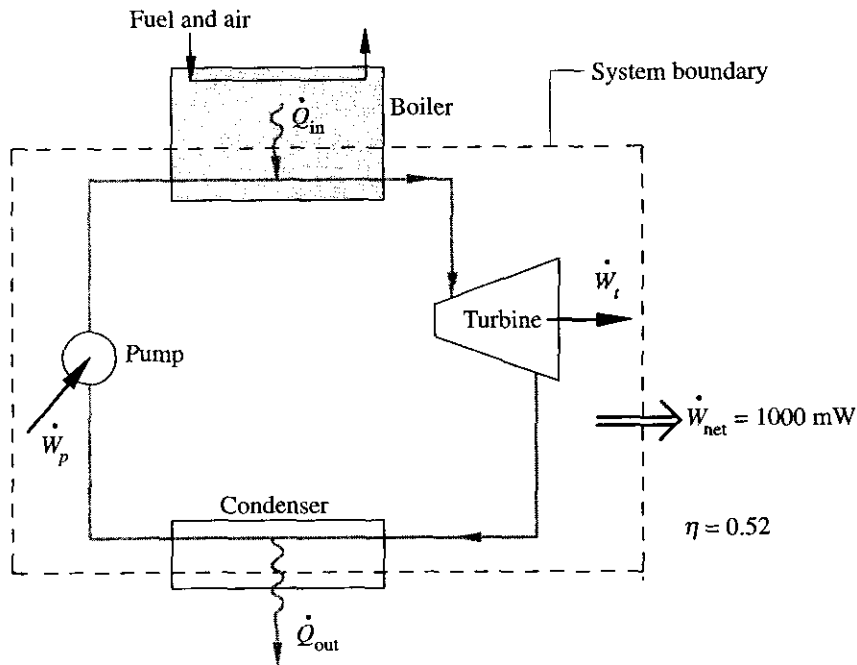 Fuel and air
System boundary
Boiler
Q̇in
Ẇt
Turbine
Pump
Ẇnet = 1000 mW
Ẇp
Condenser
η = 0.52
Q̇out